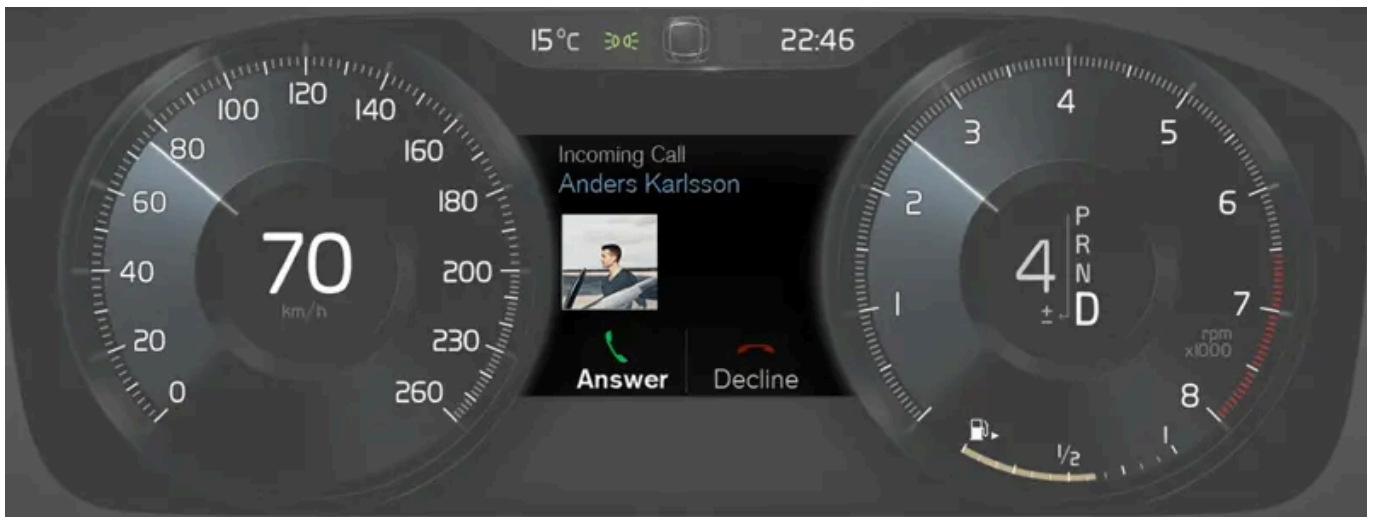 15°C 22:46
0
20
40
60
80
100
120
140
160
180
200
230
260
70
km/h
Incoming Call
Anders Karlsson
Answer Decline
1
2
3
4
5
6
7
8
rpm
x1000
4
±
P
R
N
D
1/2
1